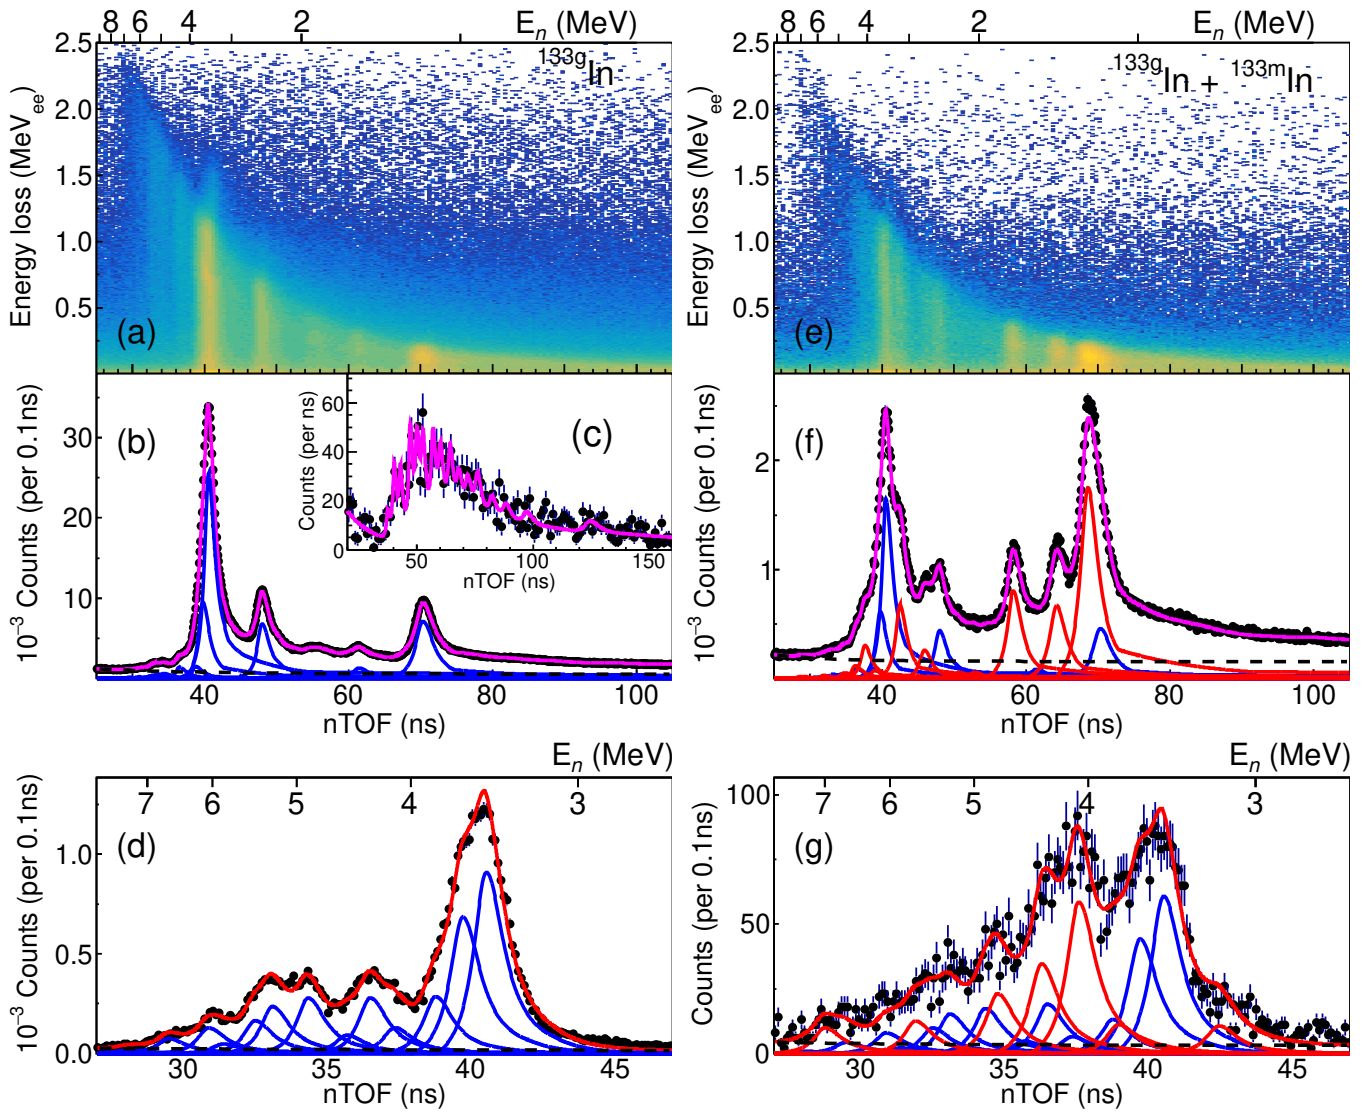 8 6 4 2 E_n (MeV)
2.5
2.0
1.5
1.0
0.5
Energy loss (MeV_ee)
^133g In
(a)
30
20
10
10^−3 Counts (per 0.1ns)
(b)
60
40
20
0
Counts (per ns)
(c)
50 100 150
nTOF (ns)
40 60 80 100
nTOF (ns)
E_n (MeV)
7 6 5 4 3
1.0
0.5
0.0
10^−3 Counts (per 0.1ns)
(d)
30 35 40 45
nTOF (ns)
8 6 4 2 E_n (MeV)
2.5
2.0
1.5
1.0
0.5
Energy loss (MeV_ee)
^133g In + ^133m In
(e)
2
1
10^−3 Counts (per 0.1ns)
(f)
40 60 80 100
nTOF (ns)
E_n (MeV)
7 6 5 4 3
100
50
0
Counts (per 0.1ns)
(g)
30 35 40 45
nTOF (ns)